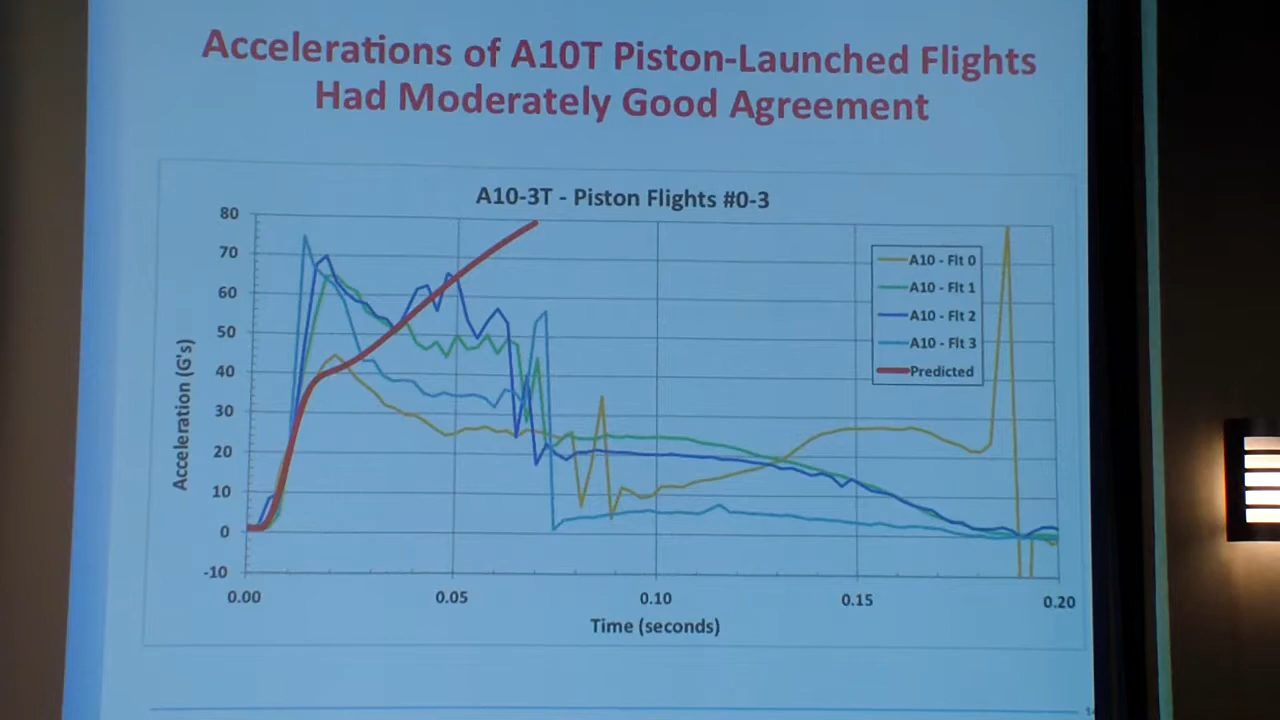 Accelerations of A10T Piston-Launched Flights
Had Moderately Good Agreement
A10-3T - Piston Flights #0-3
80
70
60
50
40
30
20
10
0
-10
Acceleration (G's)
A10 - Flt 0
A10 - Flt 1
A10 - Flt 2
A10 - Flt 3
Predicted
0.00 0.05 0.10 0.15 0.20
Time (seconds)